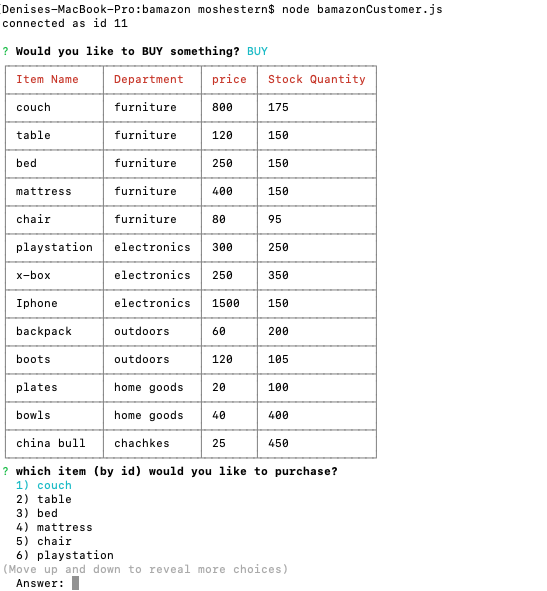 [Denises-MacBook-Pro:bamazon moshestern$ node bamazonCustomer.js
connected as id 11
? Would you like to BUY something? BUY
Item Name Department price Stock Quantity
couch furniture 800 175
table furniture 120 150
bed furniture 250 150
mattress furniture 400 150
chair furniture 80 95
playstation electronics 300 250
x-box electronics 250 350
Iphone electronics 1500 150
backpack outdoors 60 200
boots outdoors 120 105
plates home goods 20 100
bowls home goods 40 400
china bull chachkes 25 450
? which item (by id) would you like to purchase?
1) couch
2) table
3) bed
4) mattress
5) chair
6) playstation
(Move up and down to reveal more choices)
Answer: